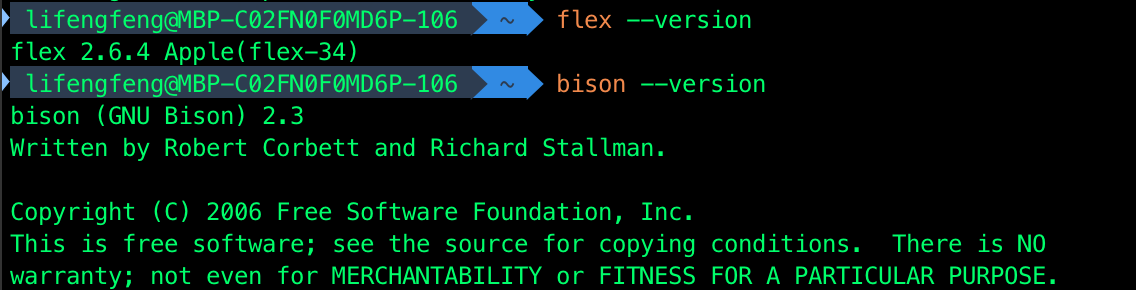 lifengfeng@MBP-C02FN0F0MD6P-106 ~ flex --version
flex 2.6.4 Apple(flex-34)
lifengfeng@MBP-C02FN0F0MD6P-106 ~ bison --version
bison (GNU Bison) 2.3
Written by Robert Corbett and Richard Stallman.
Copyright (C) 2006 Free Software Foundation, Inc.
This is free software; see the source for copying conditions.  There is NO
warranty; not even for MERCHANTABILITY or FITNESS FOR A PARTICULAR PURPOSE.